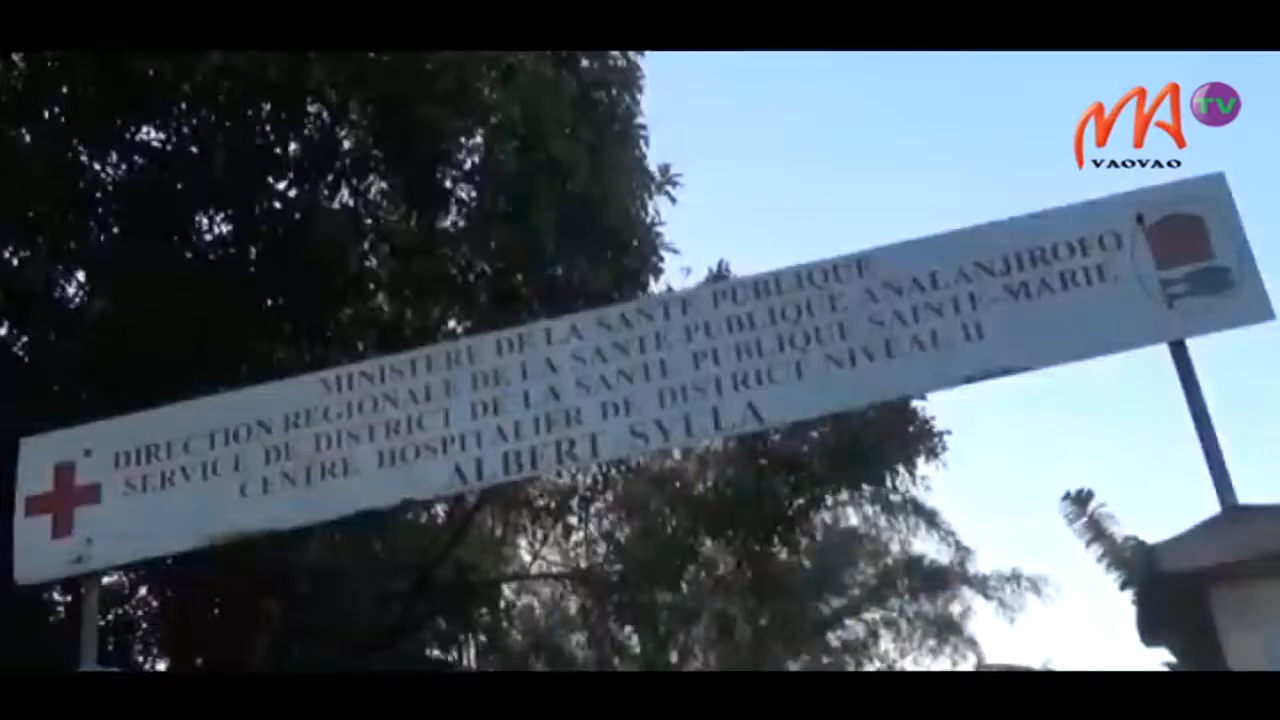 MA TV
VAOVAO
MINISTERE DE LA SANTE PUBLIQUE
DIRECTION REGIONALE DE LA SANTE PUBLIQUE ANALANJIROFO
SERVICE DE DISTRICT DE LA SANTE PUBLIQUE SAINTE-MARIE
CENTRE HOSPITALIER DE DISTRICT NIVEAU II
ALBERT SYLLA